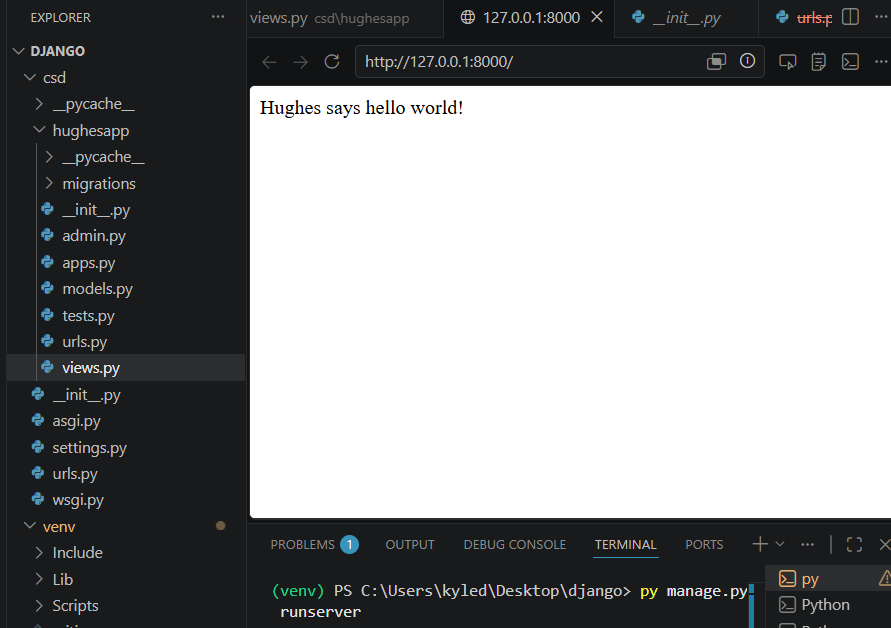 EXPLORER
DJANGO
csd
__pycache__
hughesapp
__pycache__
migrations
__init__.py
admin.py
apps.py
models.py
tests.py
urls.py
views.py
__init__.py
asgi.py
settings.py
urls.py
wsgi.py
venv
Include
Lib
Scripts
views.py csd\hughesapp
127.0.0.1:8000
__init__.py
urls.p
http://127.0.0.1:8000/
Hughes says hello world!
PROBLEMS 1 OUTPUT DEBUG CONSOLE TERMINAL PORTS
(venv) PS C:\Users\kyled\Desktop\django> py manage.py
runserver
py
Python